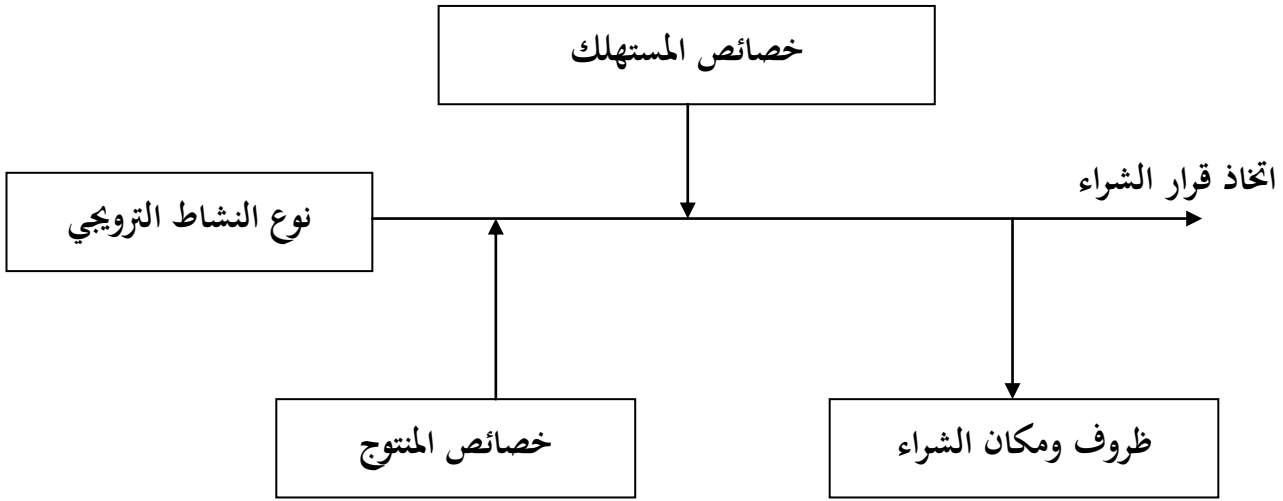 خصائص المستهلك
اتخاذ قرار الشراء
نوع النشاط الترويجي
ظروف ومكان الشراء
خصائص المنتوج